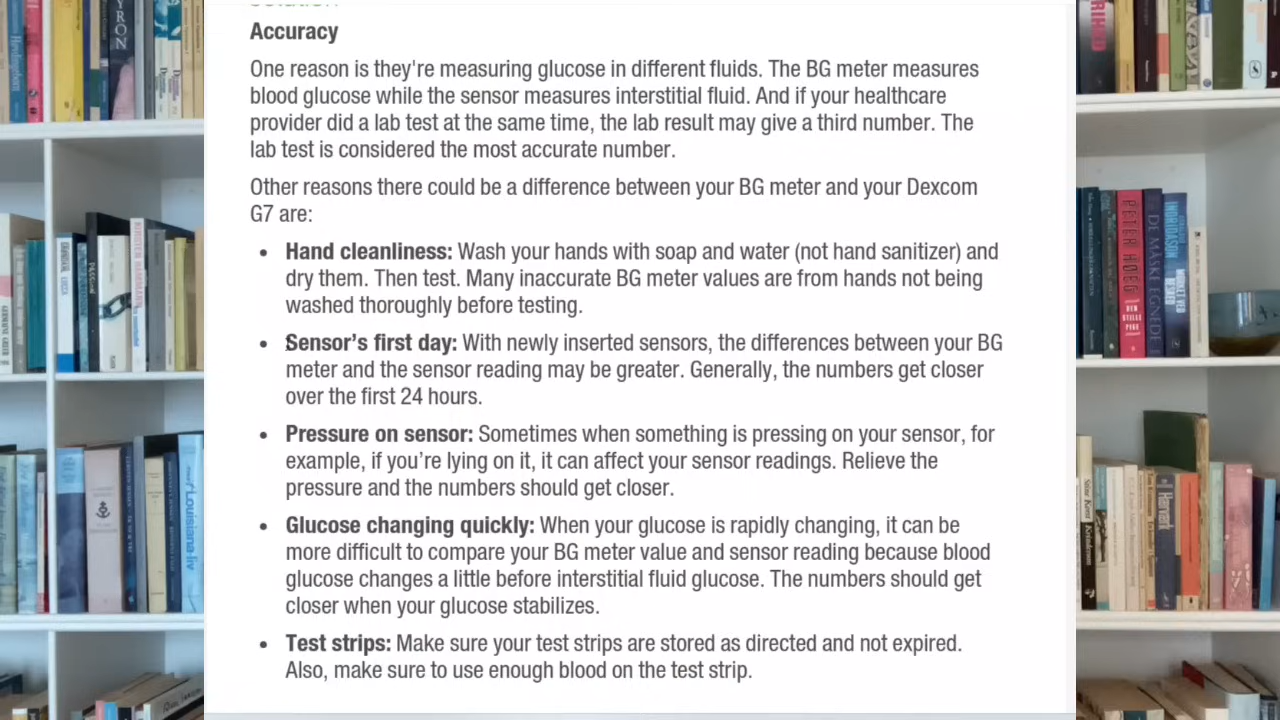 Accuracy
One reason is they're measuring glucose in different fluids. The BG meter measures
blood glucose while the sensor measures interstitial fluid. And if your healthcare
provider did a lab test at the same time, the lab result may give a third number. The
lab test is considered the most accurate number.
Other reasons there could be a difference between your BG meter and your Dexcom
G7 are:
• Hand cleanliness: Wash your hands with soap and water (not hand sanitizer) and
dry them. Then test. Many inaccurate BG meter values are from hands not being
washed thoroughly before testing.
• Sensor’s first day: With newly inserted sensors, the differences between your BG
meter and the sensor reading may be greater. Generally, the numbers get closer
over the first 24 hours.
• Pressure on sensor: Sometimes when something is pressing on your sensor, for
example, if you’re lying on it, it can affect your sensor readings. Relieve the
pressure and the numbers should get closer.
• Glucose changing quickly: When your glucose is rapidly changing, it can be
more difficult to compare your BG meter value and sensor reading because blood
glucose changes a little before interstitial fluid glucose. The numbers should get
closer when your glucose stabilizes.
• Test strips: Make sure your test strips are stored as directed and not expired.
Also, make sure to use enough blood on the test strip.
YRON
Louisiana-liv
PETER HØEG
DE MÅSKE EGNEDE